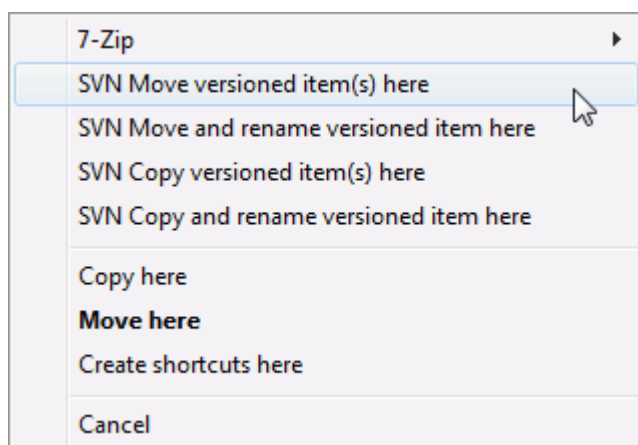 7-Zip
SVN Move versioned item(s) here
SVN Move and rename versioned item here
SVN Copy versioned item(s) here
SVN Copy and rename versioned item here
Copy here
Move here
Create shortcuts here
Cancel